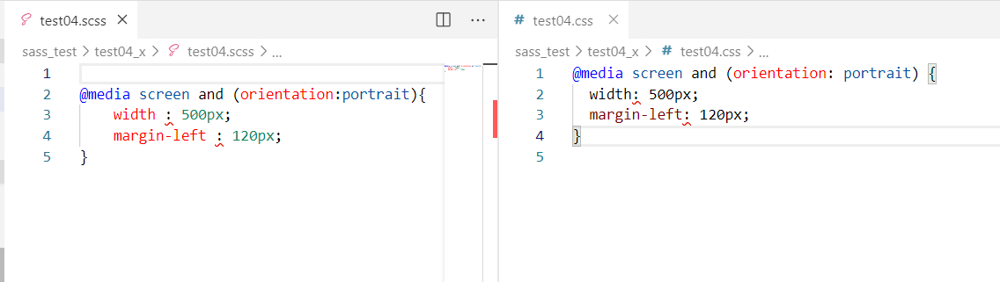 test04.scss
sass_test > test04_x > test04.scss > ...
1
2 @media screen and (orientation:portrait){
3 width : 500px;
4 margin-left : 120px;
5 }
# test04.css
sass_test > test04_x > # test04.css > ...
1 @media screen and (orientation: portrait) {
2 width: 500px;
3 margin-left: 120px;
4 }
5